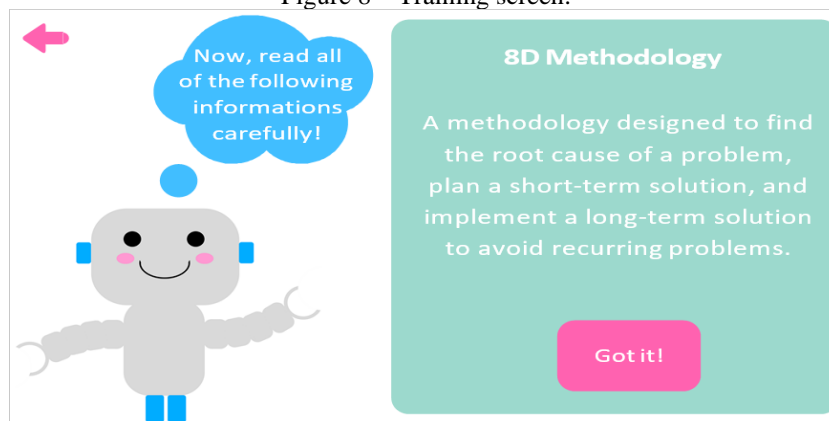 Figure 8 – Training screen.
Now, read all
of the following
informations
carefully!
8D Methodology
A methodology designed to find
the root cause of a problem,
plan a short-term solution, and
implement a long-term solution
to avoid recurring problems.
Got it!